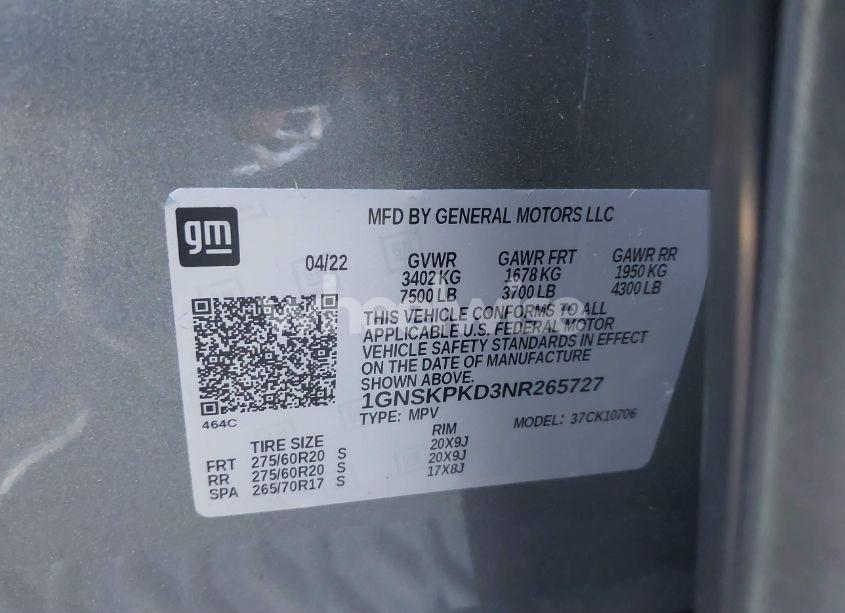 gm
MFD BY GENERAL MOTORS LLC
04/22 GVWR GAWR FRT GAWR RR
3402 KG 1678 KG 1950 KG
7500 LB 3700 LB 4300 LB
THIS VEHICLE CONFORMS TO ALL
APPLICABLE U.S. FEDERAL MOTOR
VEHICLE SAFETY STANDARDS IN EFFECT
ON THE DATE OF MANUFACTURE
SHOWN ABOVE.
1GNSKPKD3NR265727
TYPE: MPV MODEL: 37CK10706
464C
TIRE SIZE RIM
FRT 275/60R20 S 20X9J
RR 275/60R20 S 20X9J
SPA 265/70R17 S 17X8J